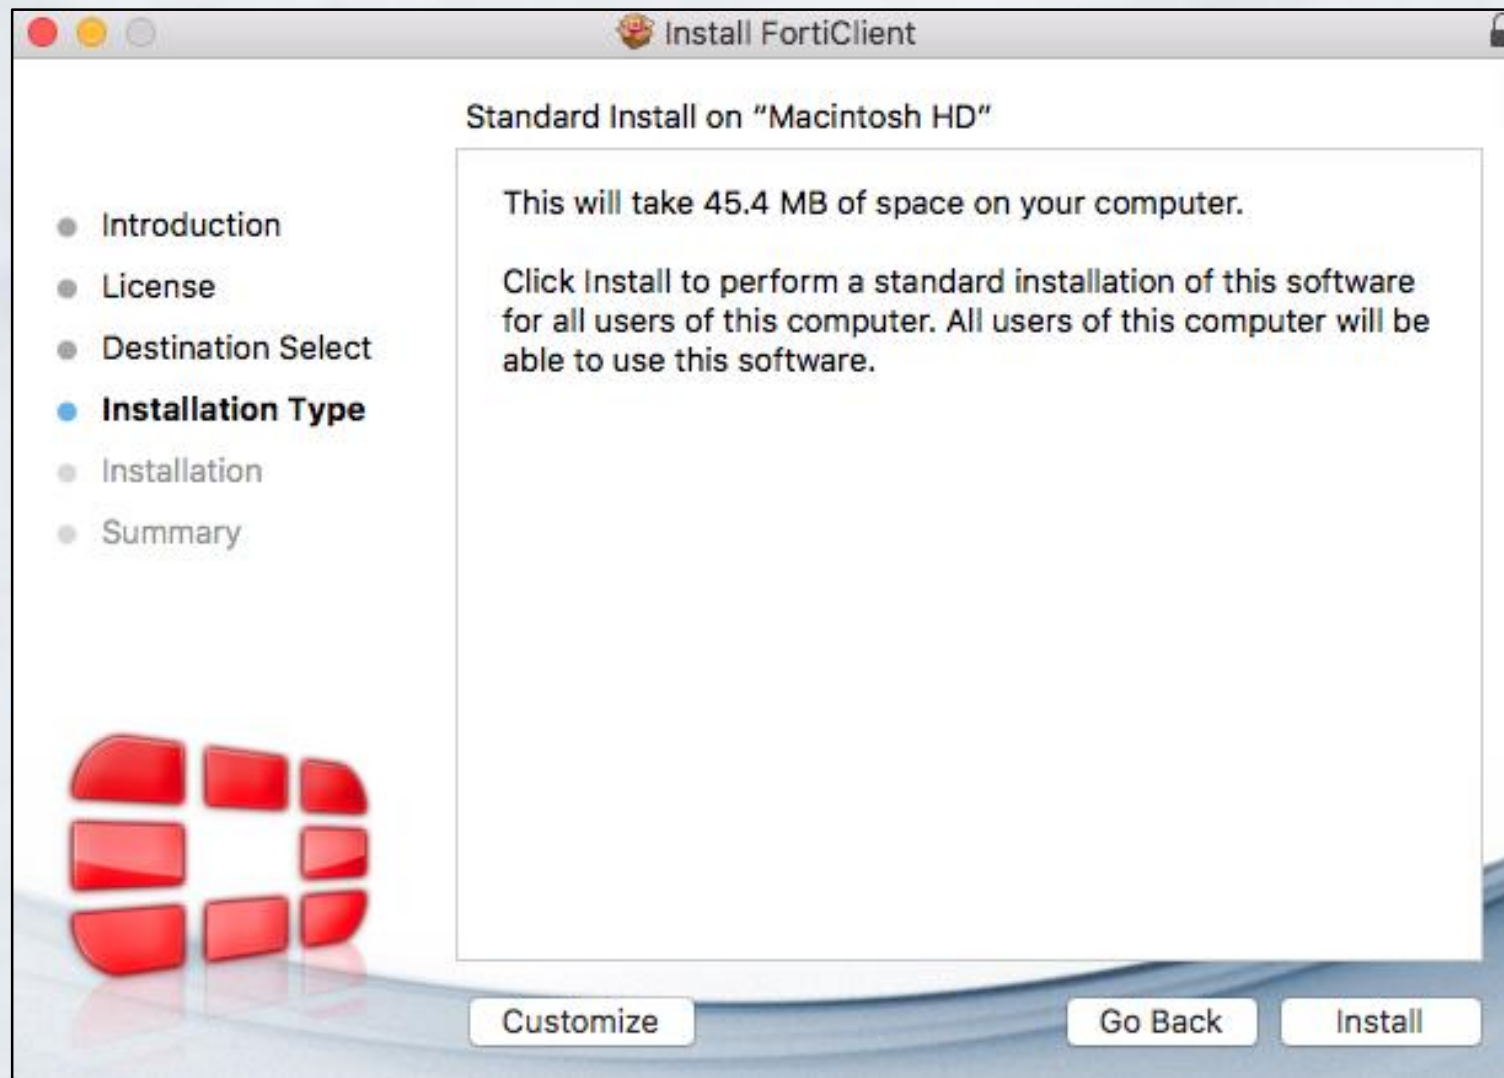 Install FortiClient
Standard Install on "Macintosh HD"
Introduction
License
Destination Select
Installation Type
Installation
Summary
This will take 45.4 MB of space on your computer.
Click Install to perform a standard installation of this software
for all users of this computer. All users of this computer will be
able to use this software.
Customize
Go Back
Install